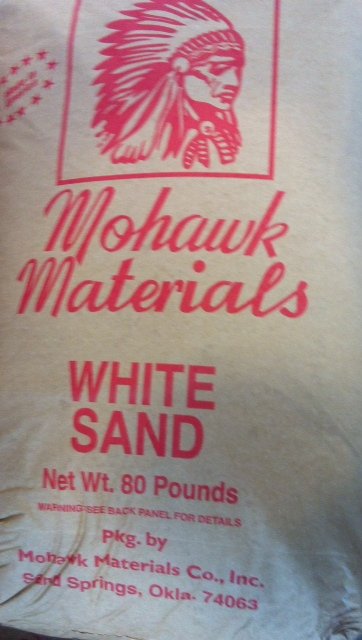 Mohawk
Materials
WHITE
SAND
Net Wt. 80 Pounds
WARNING-SEE BACK PANEL FOR DETAILS
Pkg. by
Mohawk Materials Co., Inc.
Sand Springs, Okla. 74063